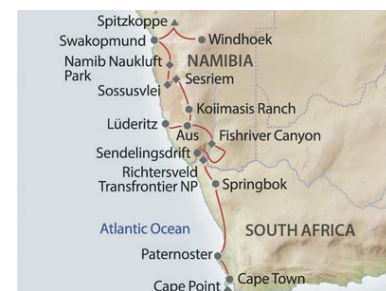 Spitzkoppe
Swakopmund
Windhoek
Namib Naukluft
Park
NAMIBIA
Sesriem
Sossusvlei
Koiimasis Ranch
Lüderitz
Aus
Fishriver Canyon
Sendelingsdrift
Richtersveld
Transfrontier NP
Springbok
Atlantic Ocean
SOUTH AFRICA
Paternoster
Cape Town
Cape Point